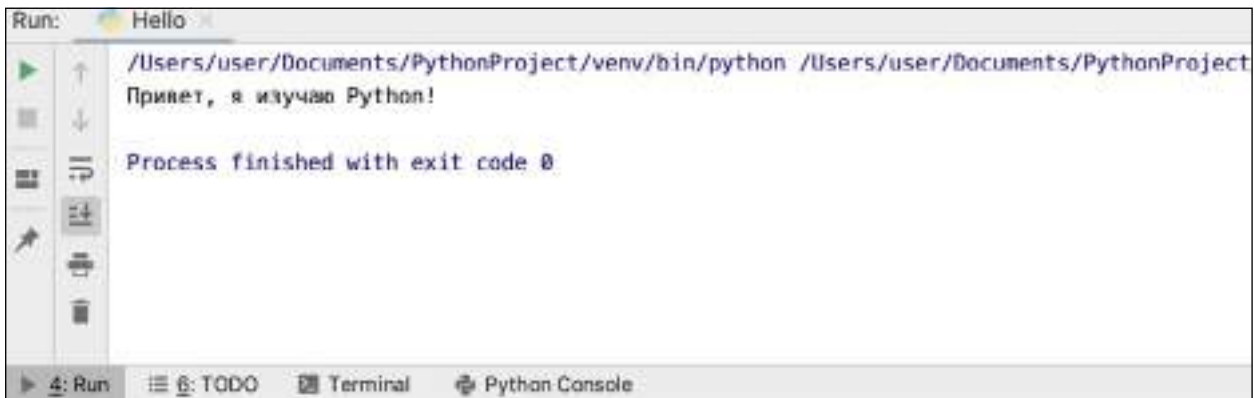 Run: Hello
/Users/user/Documents/PythonProject/venv/bin/python /Users/user/Documents/PythonProject
Привет, я изучаю Python!
Process finished with exit code 0
4: Run 6: TODO Terminal Python Console